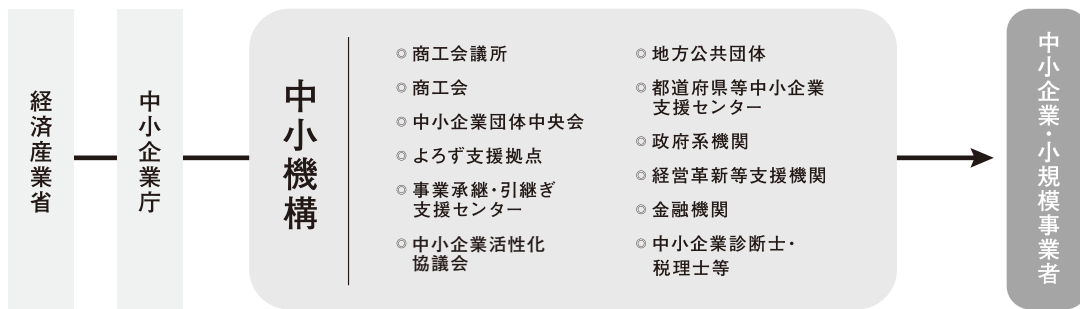 経済産業省
中小企業庁
中小機構
◎ 商工会議所
◎ 商工会
◎ 中小企業団体中央会
◎ よろず支援拠点
◎ 事業承継・引継ぎ
支援センター
◎ 中小企業活性化
協議会
◎ 地方公共団体
◎ 都道府県等中小企業
支援センター
◎ 政府系機関
◎ 経営革新等支援機関
◎ 金融機関
◎ 中小企業診断士・
税理士等
中小企業・小規模事業者